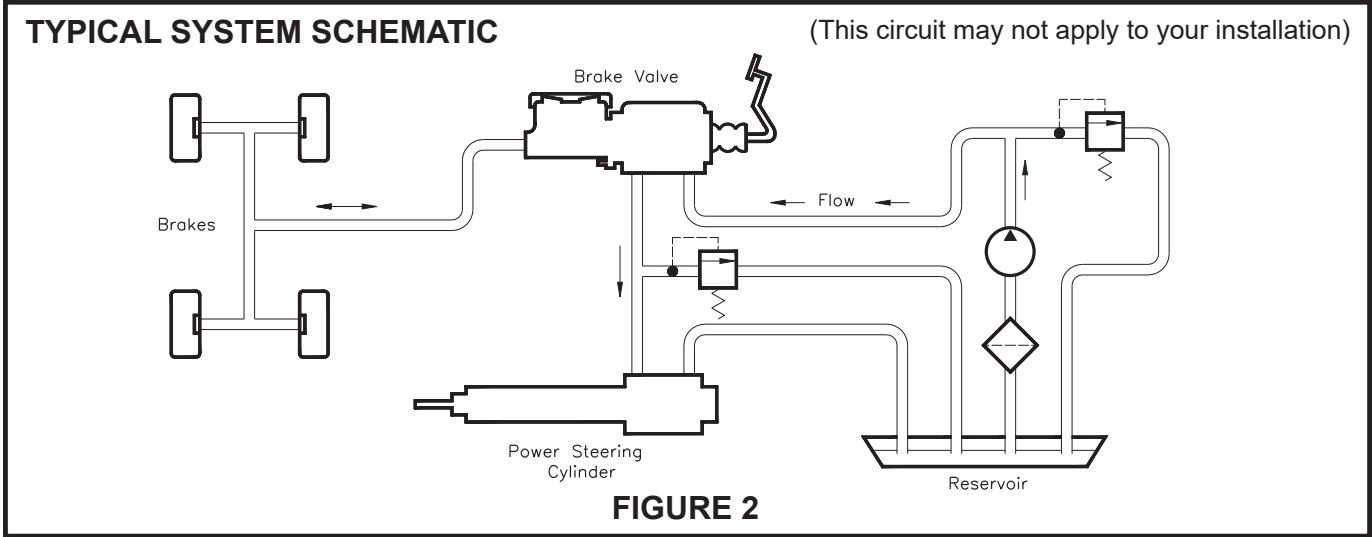 TYPICAL SYSTEM SCHEMATIC
(This circuit may not apply to your installation)
Brake Valve
Flow
Brakes
Power Steering
Cylinder
Reservoir
FIGURE 2